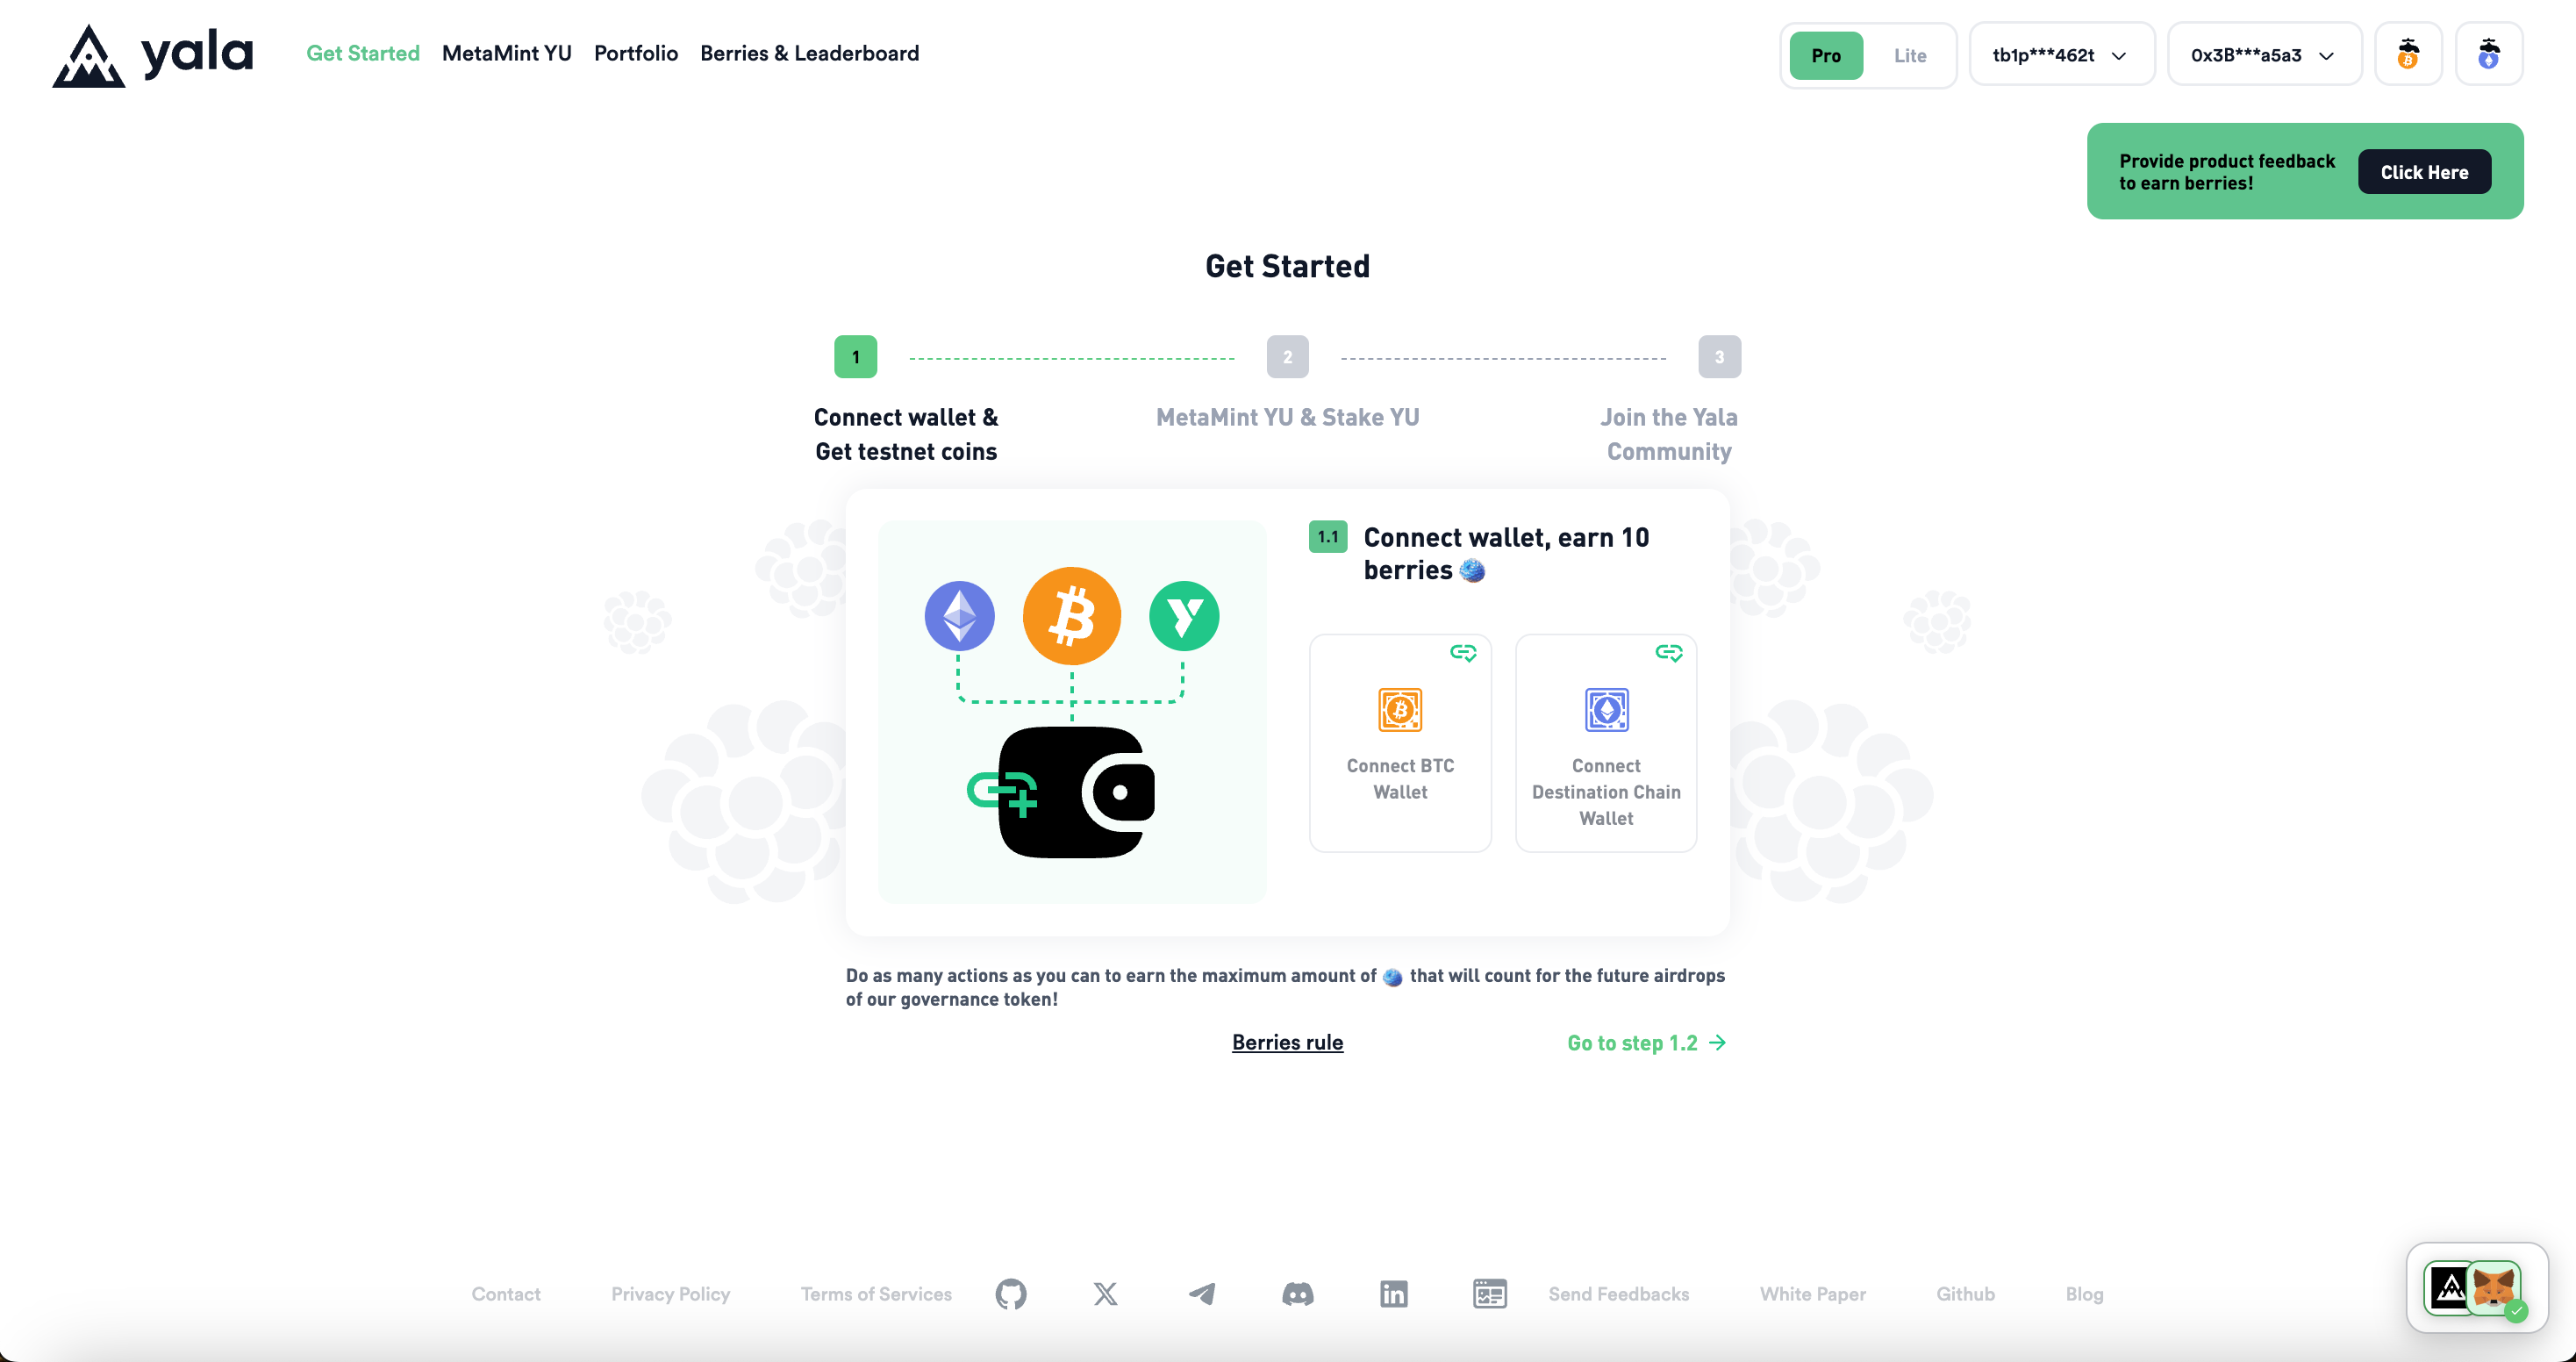 yala
Get Started
MetaMint YU
Portfolio
Berries & Leaderboard
Pro
Lite
tb1p***462t
0x3B***a5a3
Provide product feedback
to earn berries!
Click Here
Get Started
1
2
3
Connect wallet &
Get testnet coins
MetaMint YU & Stake YU
Join the Yala
Community
1.1
Connect wallet, earn 10
berries
Connect BTC
Wallet
Connect
Destination Chain
Wallet
Do as many actions as you can to earn the maximum amount of that will count for the future airdrops
of our governance token!
Berries rule
Go to step 1.2
Contact
Privacy Policy
Terms of Services
Send Feedbacks
White Paper
Github
Blog